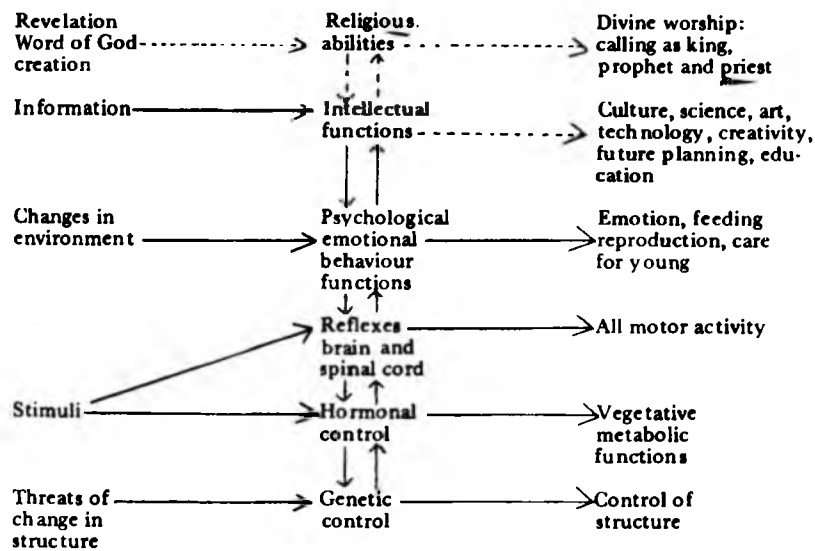 Revelation
Word of God
creation
Religious.
abilities
Divine worship:
calling as king,
prophet and priest
Information
Intellectual
functions
Culture, science, art,
technology, creativity,
future planning, edu-
cation
Changes in
environment
Psychological
emotional
behaviour
functions
Emotion, feeding
reproduction, care
for young
Reflexes
brain and
spinal cord
All motor activity
Stimuli
Hormonal
control
Vegetative
metabolic
functions
Threats of
change in
structure
Genetic
control
Control of
structure